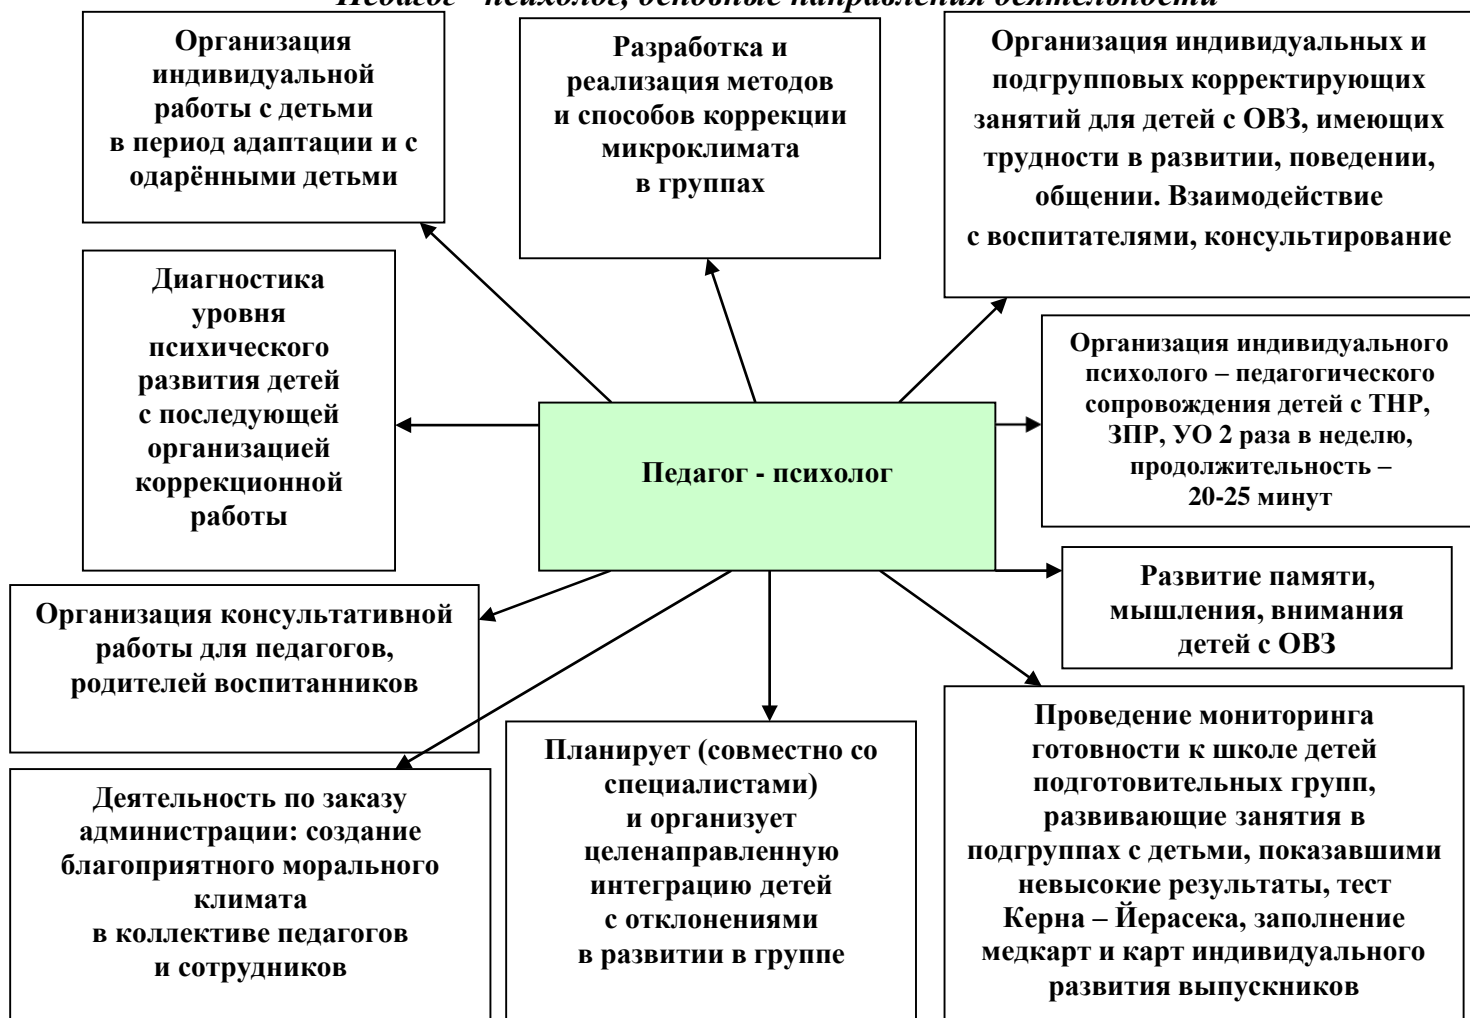 Педагог - психолог, основные направления деятельности
Организация
индивидуальной
работы с детьми
в период адаптации и с
одарёнными детьми
Разработка и
реализация методов
и способов коррекции
микроклимата
в группах
Организация индивидуальных и
подгрупповых корректирующих
занятий для детей с ОВЗ, имеющих
трудности в развитии, поведении,
общении. Взаимодействие
с воспитателями, консультирование
Диагностика
уровня
психического
развития детей
с последующей
организацией
коррекционной
работы
Организация индивидуального
психолого – педагогического
сопровождения детей с ТНР,
ЗПР, УО 2 раза в неделю,
продолжительность –
20-25 минут
Педагог - психолог
Развитие памяти,
мышления, внимания
детей с ОВЗ
Организация консультативной
работы для педагогов,
родителей воспитанников
Деятельность по заказу
администрации: создание
благоприятного морального
климата
в коллективе педагогов
и сотрудников
Планирует (совместно со
специалистами)
и организует
целенаправленную
интеграцию детей
с отклонениями
в развитии в группе
Проведение мониторинга
готовности к школе детей
подготовительных групп,
развивающие занятия в
подгруппах с детьми, показавшими
невысокие результаты, тест
Керна – Йерасека, заполнение
медкарт и карт индивидуального
развития выпускников